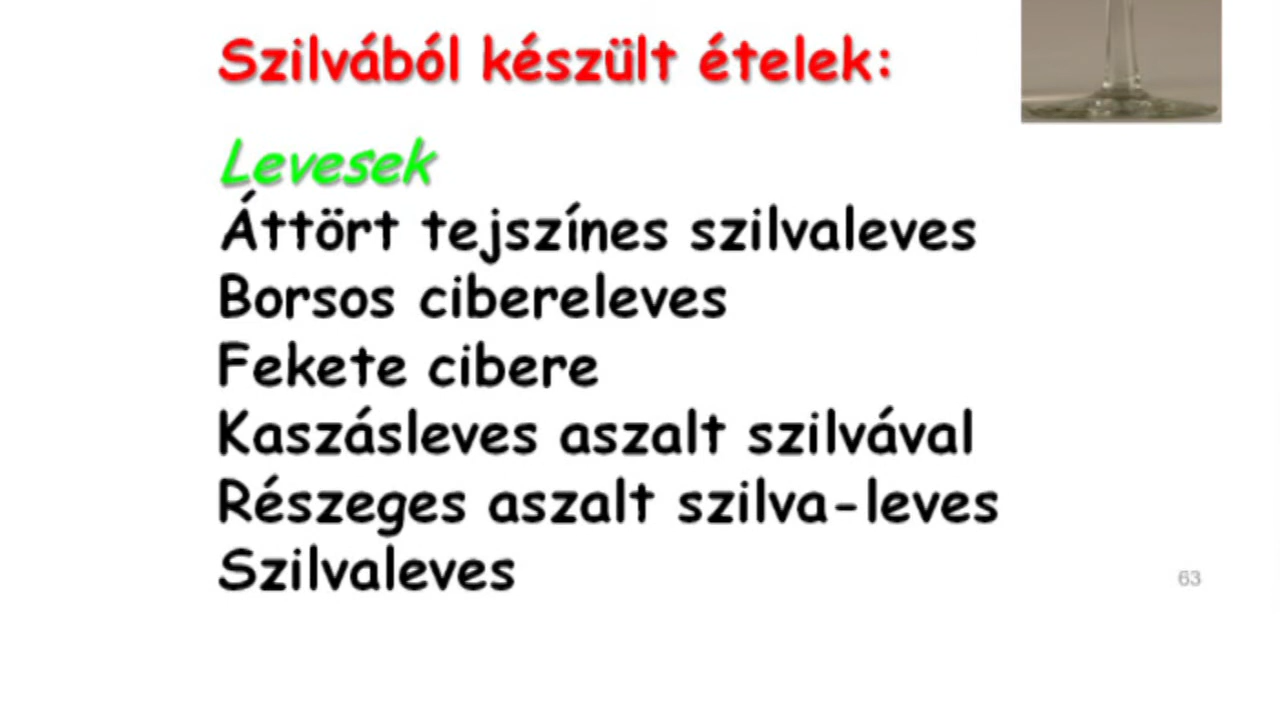 Szilvából készült ételek:
Levesek
Áttört tejszínes szilvaleves
Borsos cibereleves
Fekete cibere
Kaszásleves aszalt szilvával
Részeges aszalt szilva-leves
Szilvaleves
63